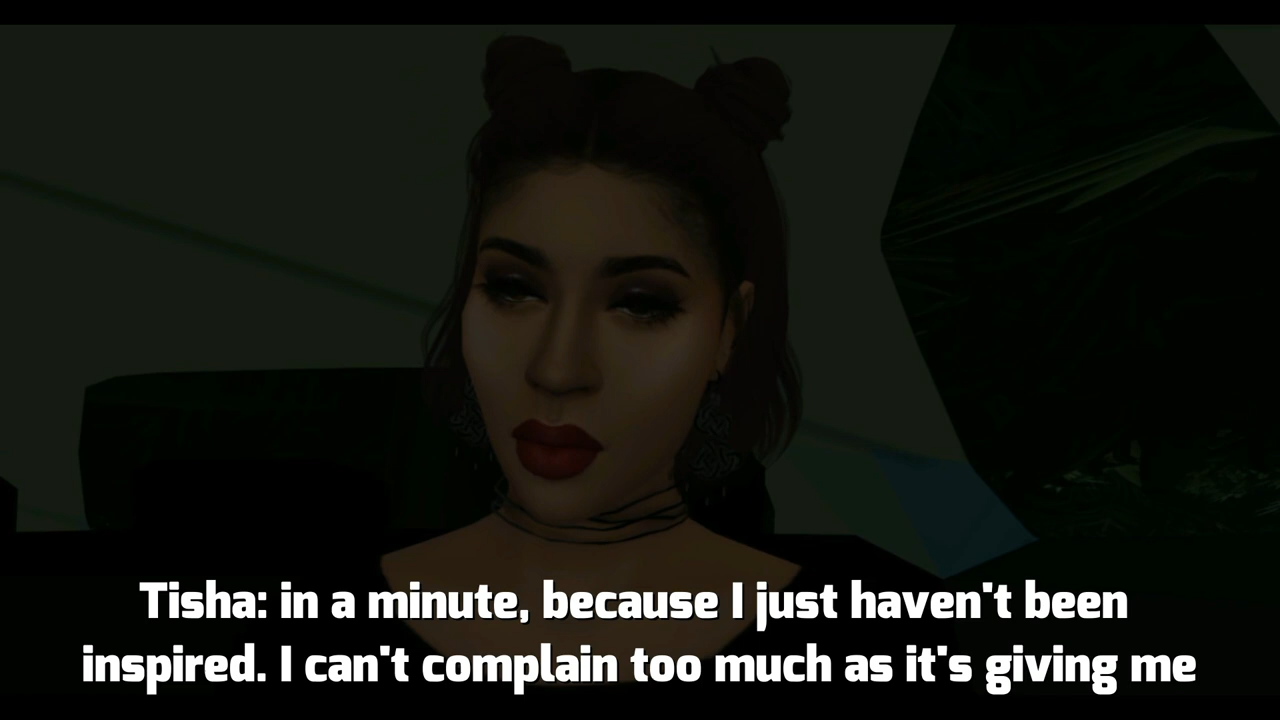 Tisha: in a minute, because I just haven't been
inspired. I can't complain too much as it's giving me